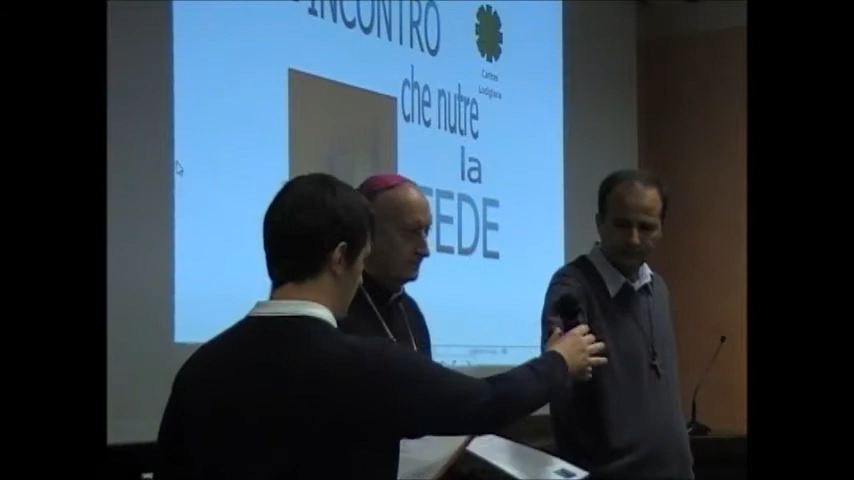 INCONTRO
che nutre
la
FEDE
Caritas
Lodigiana